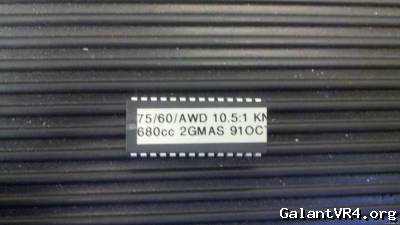 75/60/AWD 10.5:1 KN
680cc 2GMAS 91OCT
GalantVR4.org